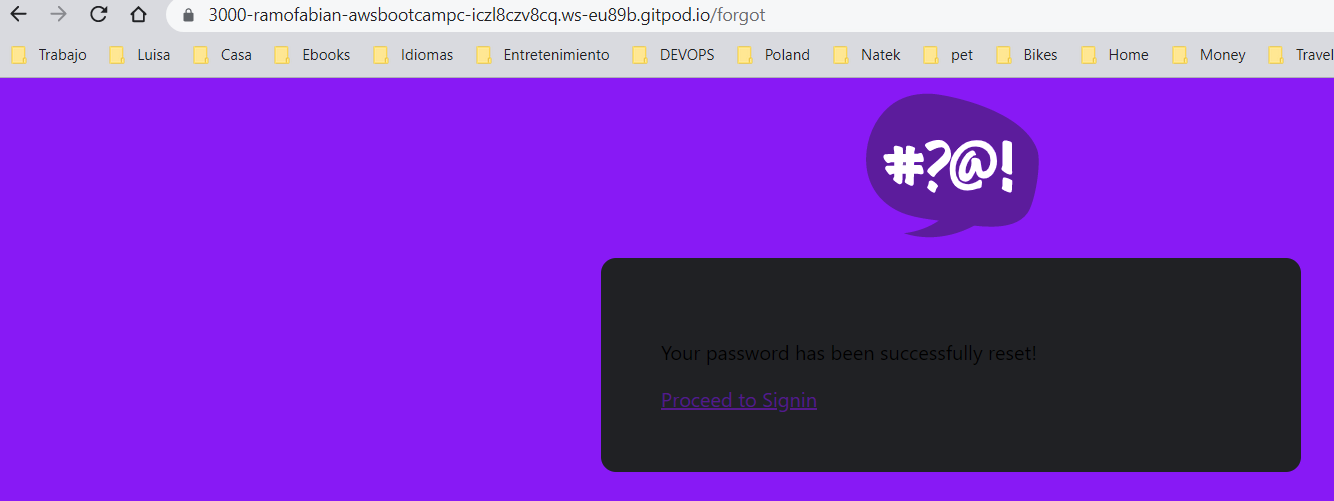 3000-ramofabian-awsbootcampc-iczl8czv8cq.ws-eu89b.gitpod.io/forgot
Trabajo Luisa Casa Ebooks Idiomas Entretenimiento DEVOPS Poland Natek pet Bikes Home Money Travel
#?@!
Your password has been successfully reset!
Proceed to Signin